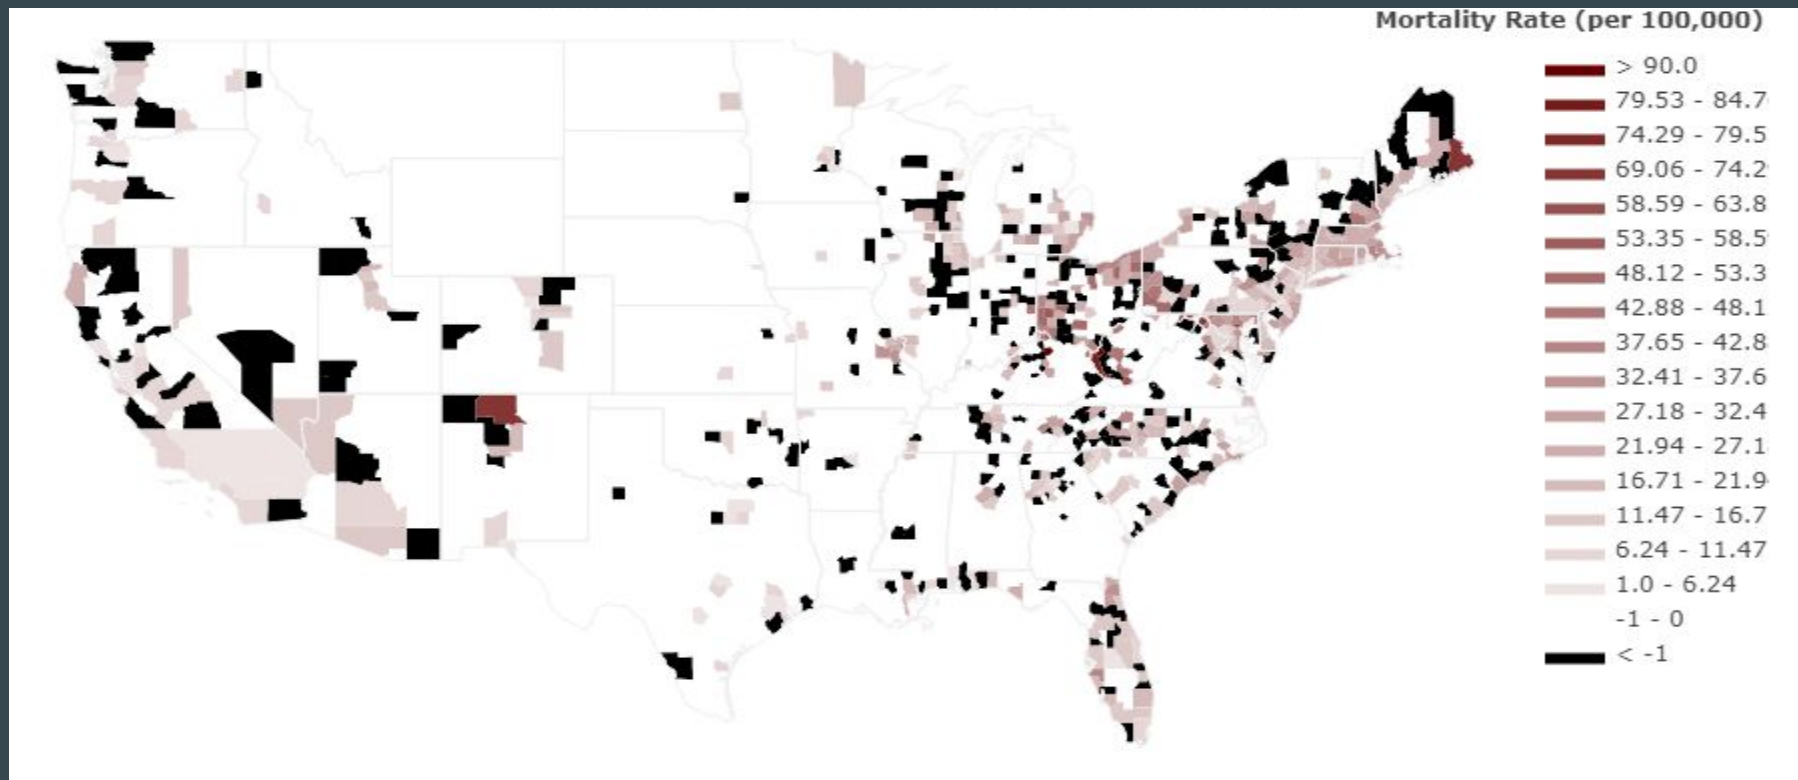 Mortality Rate (per 100,000)
> 90.0
79.53 - 84.7
74.29 - 79.5
69.06 - 74.2
58.59 - 63.8
53.35 - 58.5
48.12 - 53.3
42.88 - 48.1
37.65 - 42.8
32.41 - 37.6
27.18 - 32.4
21.94 - 27.1
16.71 - 21.9
11.47 - 16.7
6.24 - 11.47
1.0 - 6.24
-1 - 0
< -1